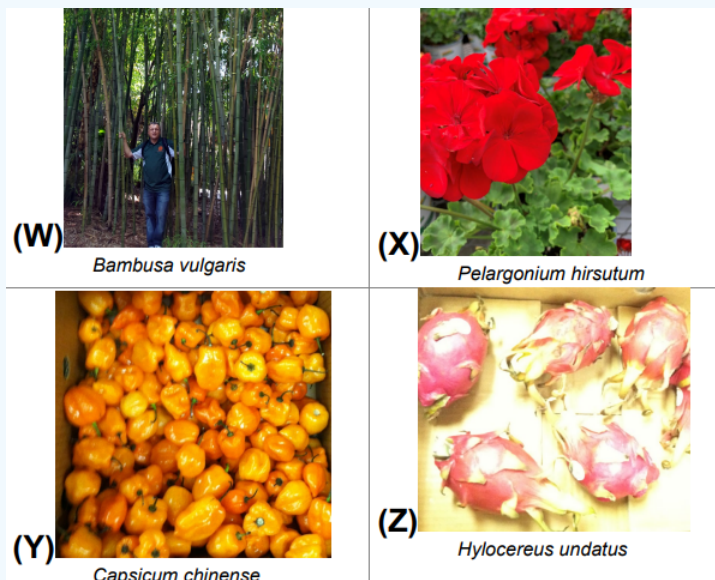 (W)
Bambusa vulgaris
(X)
Pelargonium hirsutum
(Y)
Capsicum chinense
(Z)
Hylocereus undatus